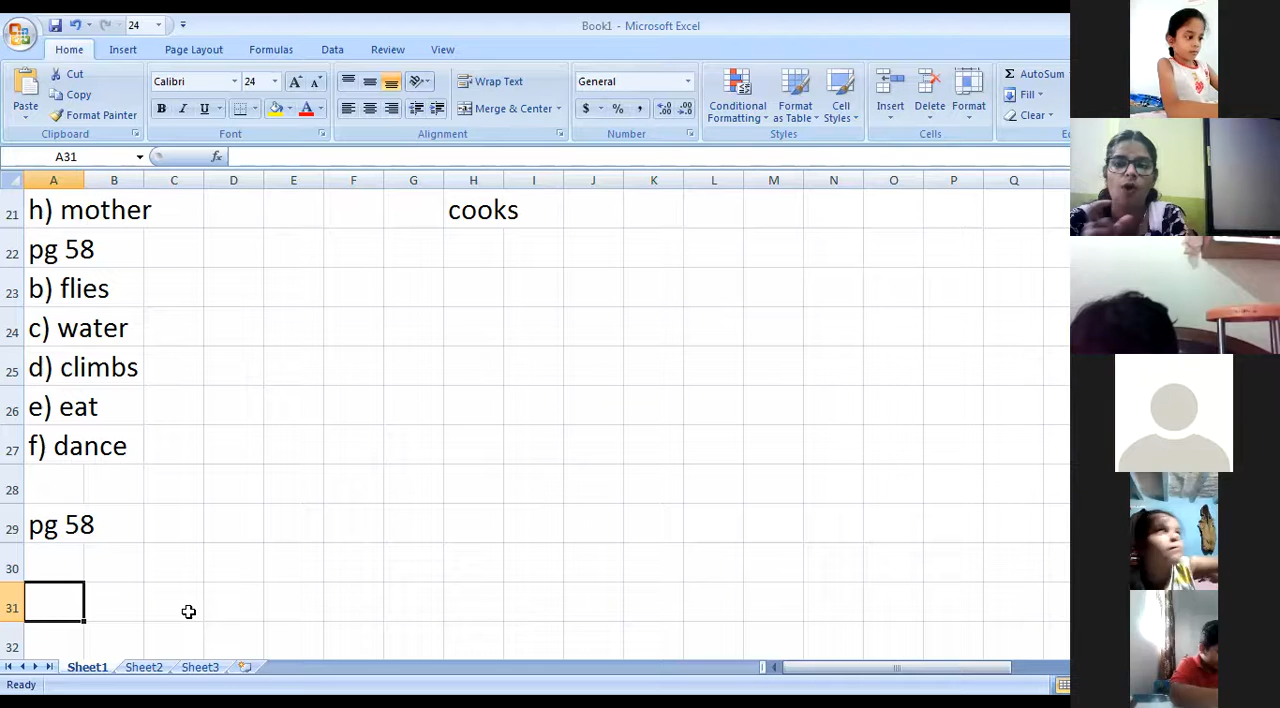 24
Book1 - Microsoft Excel
Home Insert Page Layout Formulas Data Review View
Paste
Cut
Copy
Format Painter
Clipboard
Calibri 24
B I U
Font
Wrap Text
Merge & Center
Alignment
General
$ % ,
Number
Conditional Formatting
Format as Table
Cell Styles
Styles
Insert Delete Format
Cells
Σ AutoSum
Fill
Clear
A31 fx
A B C D E F G H I J K L M N O P Q
21 h) mother cooks
22 pg 58
23 b) flies
24 c) water
25 d) climbs
26 e) eat
27 f) dance
28
29 pg 58
30
31
32
Sheet1 Sheet2 Sheet3
Ready